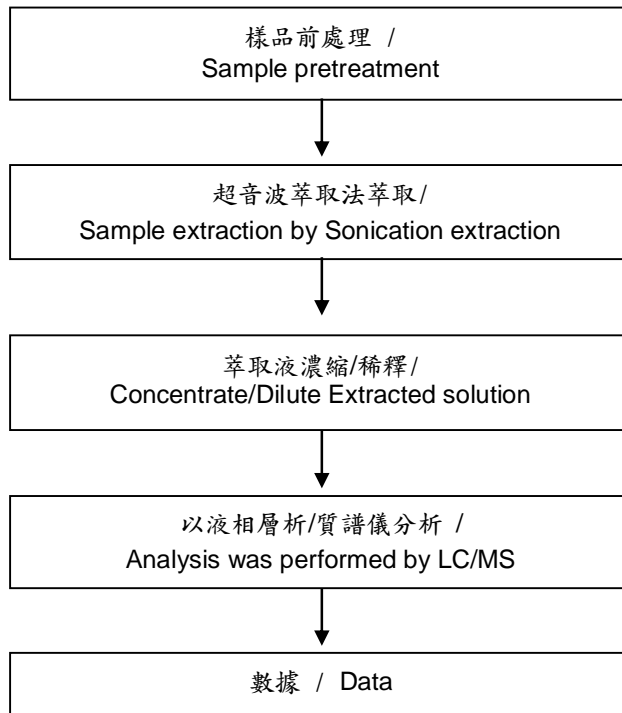 樣品前處理 /
Sample pretreatment
超音波萃取法萃取/
Sample extraction by Sonication extraction
萃取液濃縮/稀釋/
Concentrate/Dilute Extracted solution
以液相層析/質譜儀分析 /
Analysis was performed by LC/MS
數據 / Data